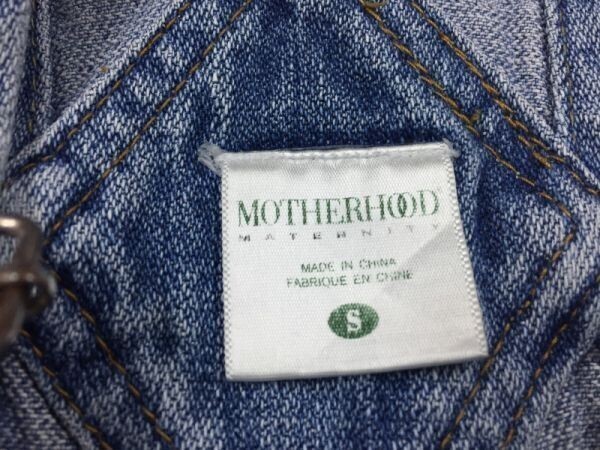 MOTHERHOOD
MATERNITY
MADE IN CHINA
FABRIQUE EN CHINE
S